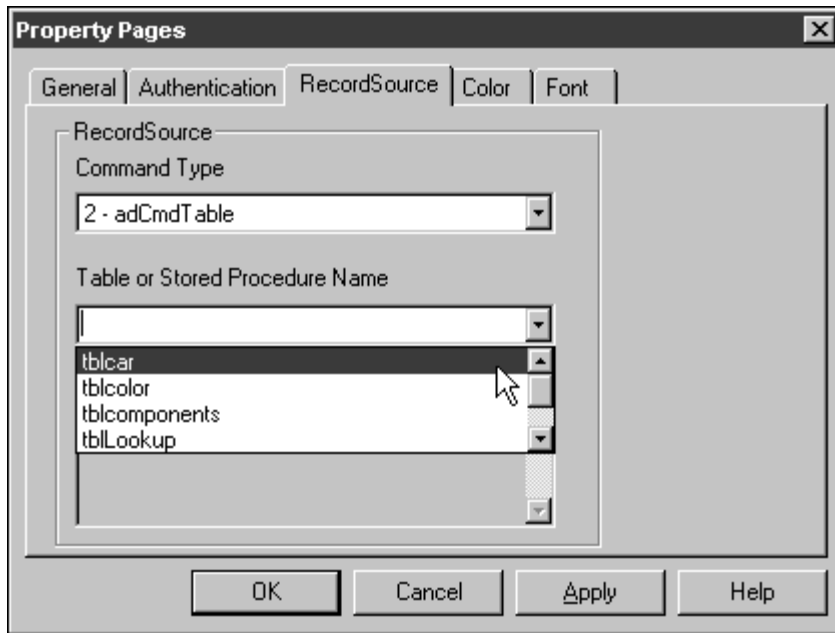 Property Pages
General Authentication RecordSource Color Font
RecordSource
Command Type
2 - adCmdTable
Table or Stored Procedure Name
tblcar
tblcolor
tblcomponents
tblLookup
OK Cancel Apply Help